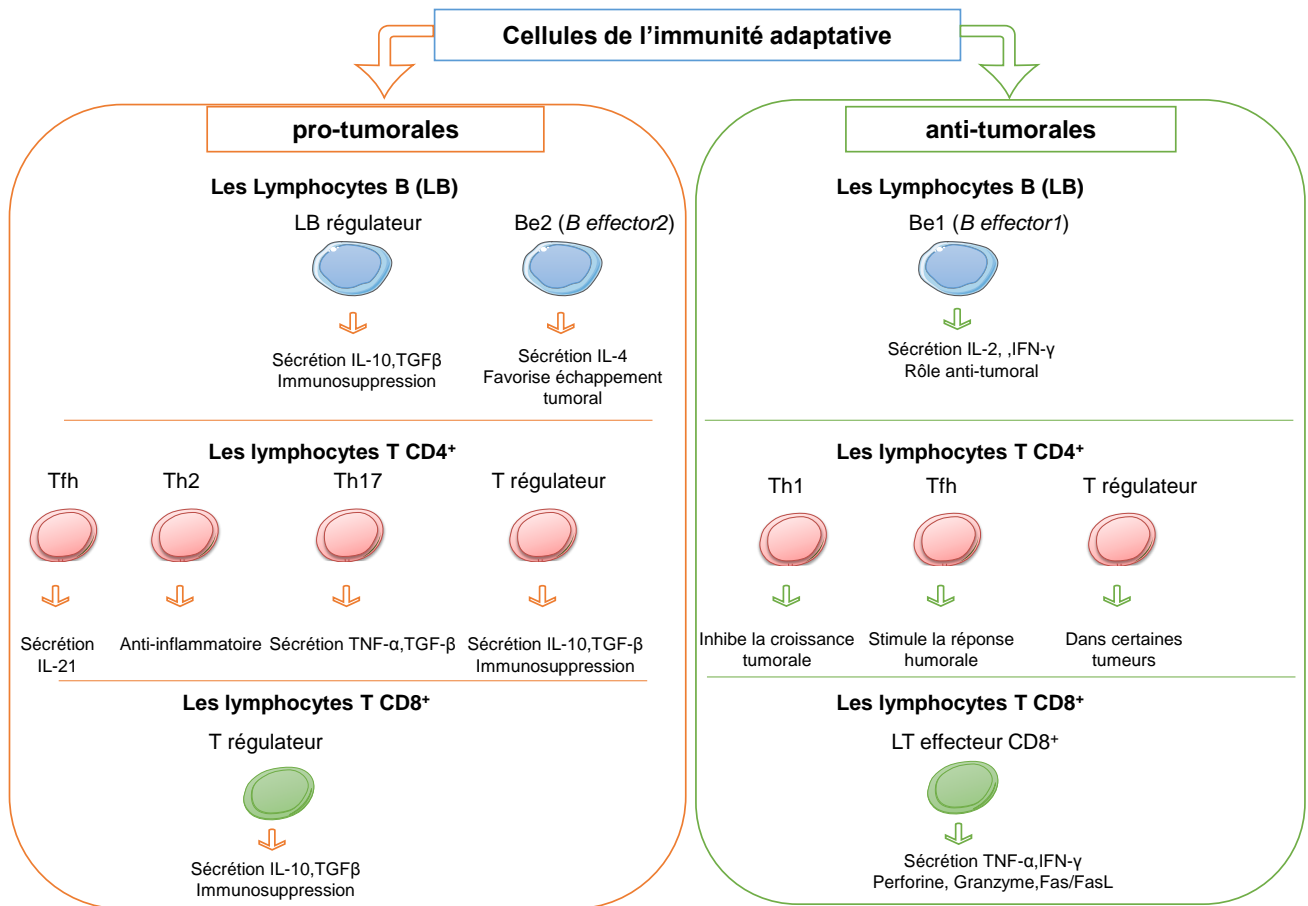 Cellules de l’immunité adaptative
pro-tumorales
Les Lymphocytes B (LB)
LB régulateur
Be2 (B effector2)
Sécrétion IL-10,TGFβ
Immunosuppression
Sécrétion IL-4
Favorise échappement
tumoral
Les lymphocytes T CD4⁺
Tfh
Th2
Th17
T régulateur
Sécrétion
IL-21
Anti-inflammatoire
Sécrétion TNF-α,TGF-β
Sécrétion IL-10,TGF-β
Immunosuppression
Les lymphocytes T CD8⁺
T régulateur
Sécrétion IL-10,TGFβ
Immunosuppression
anti-tumorales
Les Lymphocytes B (LB)
Be1 (B effector1)
Sécrétion IL-2, ,IFN-γ
Rôle anti-tumoral
Les lymphocytes T CD4⁺
Th1
Tfh
T régulateur
Inhibe la croissance
tumorale
Stimule la réponse
humorale
Dans certaines
tumeurs
Les lymphocytes T CD8⁺
LT effecteur CD8⁺
Sécrétion TNF-α,IFN-γ
Perforine, Granzyme,Fas/FasL